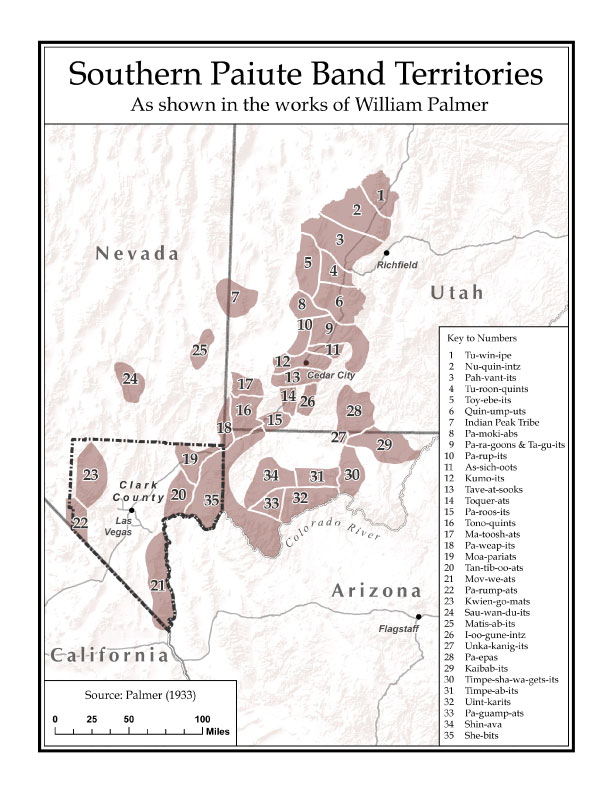 Southern Paiute Band Territories
As shown in the works of William Palmer
1
2
3
Nevada
5
4
Richfield
7
8
6
Utah
10
9
25
11
12
Cedar City
13
24
17
14
26
16
28
15
18
27
29
19
23
34
31
30
Clark
County
20
35
33
32
Las
Vegas
22
Colorado River
21
Arizona
Flagstaff
California
Key to Numbers
1 Tu-win-ipe
2 Nu-quin-intz
3 Pah-vant-its
4 Tu-roon-quints
5 Toy-ebe-its
6 Quin-ump-uts
7 Indian Peak Tribe
8 Pa-moki-abs
9 Pa-ra-goons & Ta-gu-its
10 Pa-rup-its
11 As-sich-oots
12 Kumo-its
13 Tave-at-sooks
14 Toquer-ats
15 Pa-roos-its
16 Tono-quints
17 Ma-toosh-ats
18 Pa-weap-its
19 Moa-pariats
20 Tan-tib-oo-ats
21 Mov-we-ats
22 Pa-rump-ats
23 Kwien-go-mats
24 Sau-wan-du-its
25 Matis-ab-its
26 I-oo-gune-intz
27 Unka-kanig-its
28 Pa-epas
29 Kaibab-its
30 Timpe-sha-wa-gets-its
31 Timpe-ab-its
32 Uint-karits
33 Pa-guamp-ats
34 Shin-ava
35 She-bits
Source: Palmer (1933)
0 25 50 100
Miles